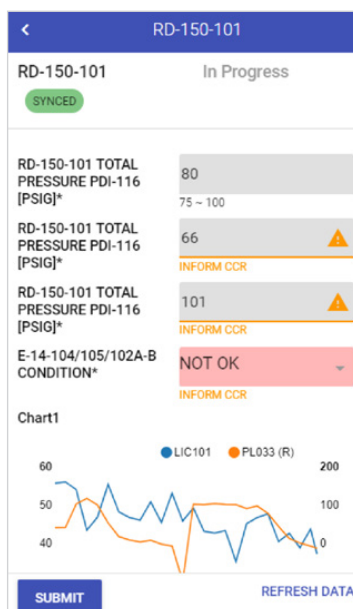 RD-150-101
RD-150-101 In Progress
SYNCED
RD-150-101 TOTAL
PRESSURE PDI-116
[PSIG]*
80
75 ~ 100
RD-150-101 TOTAL
PRESSURE PDI-116
[PSIG]*
66
INFORM CCR
RD-150-101 TOTAL
PRESSURE PDI-116
[PSIG]*
101
INFORM CCR
E-14-104/105/102A-B
CONDITION*
NOT OK
INFORM CCR
Chart1
LIC101 PL033 (R)
60 200
50 100
40 0
SUBMIT REFRESH DATA